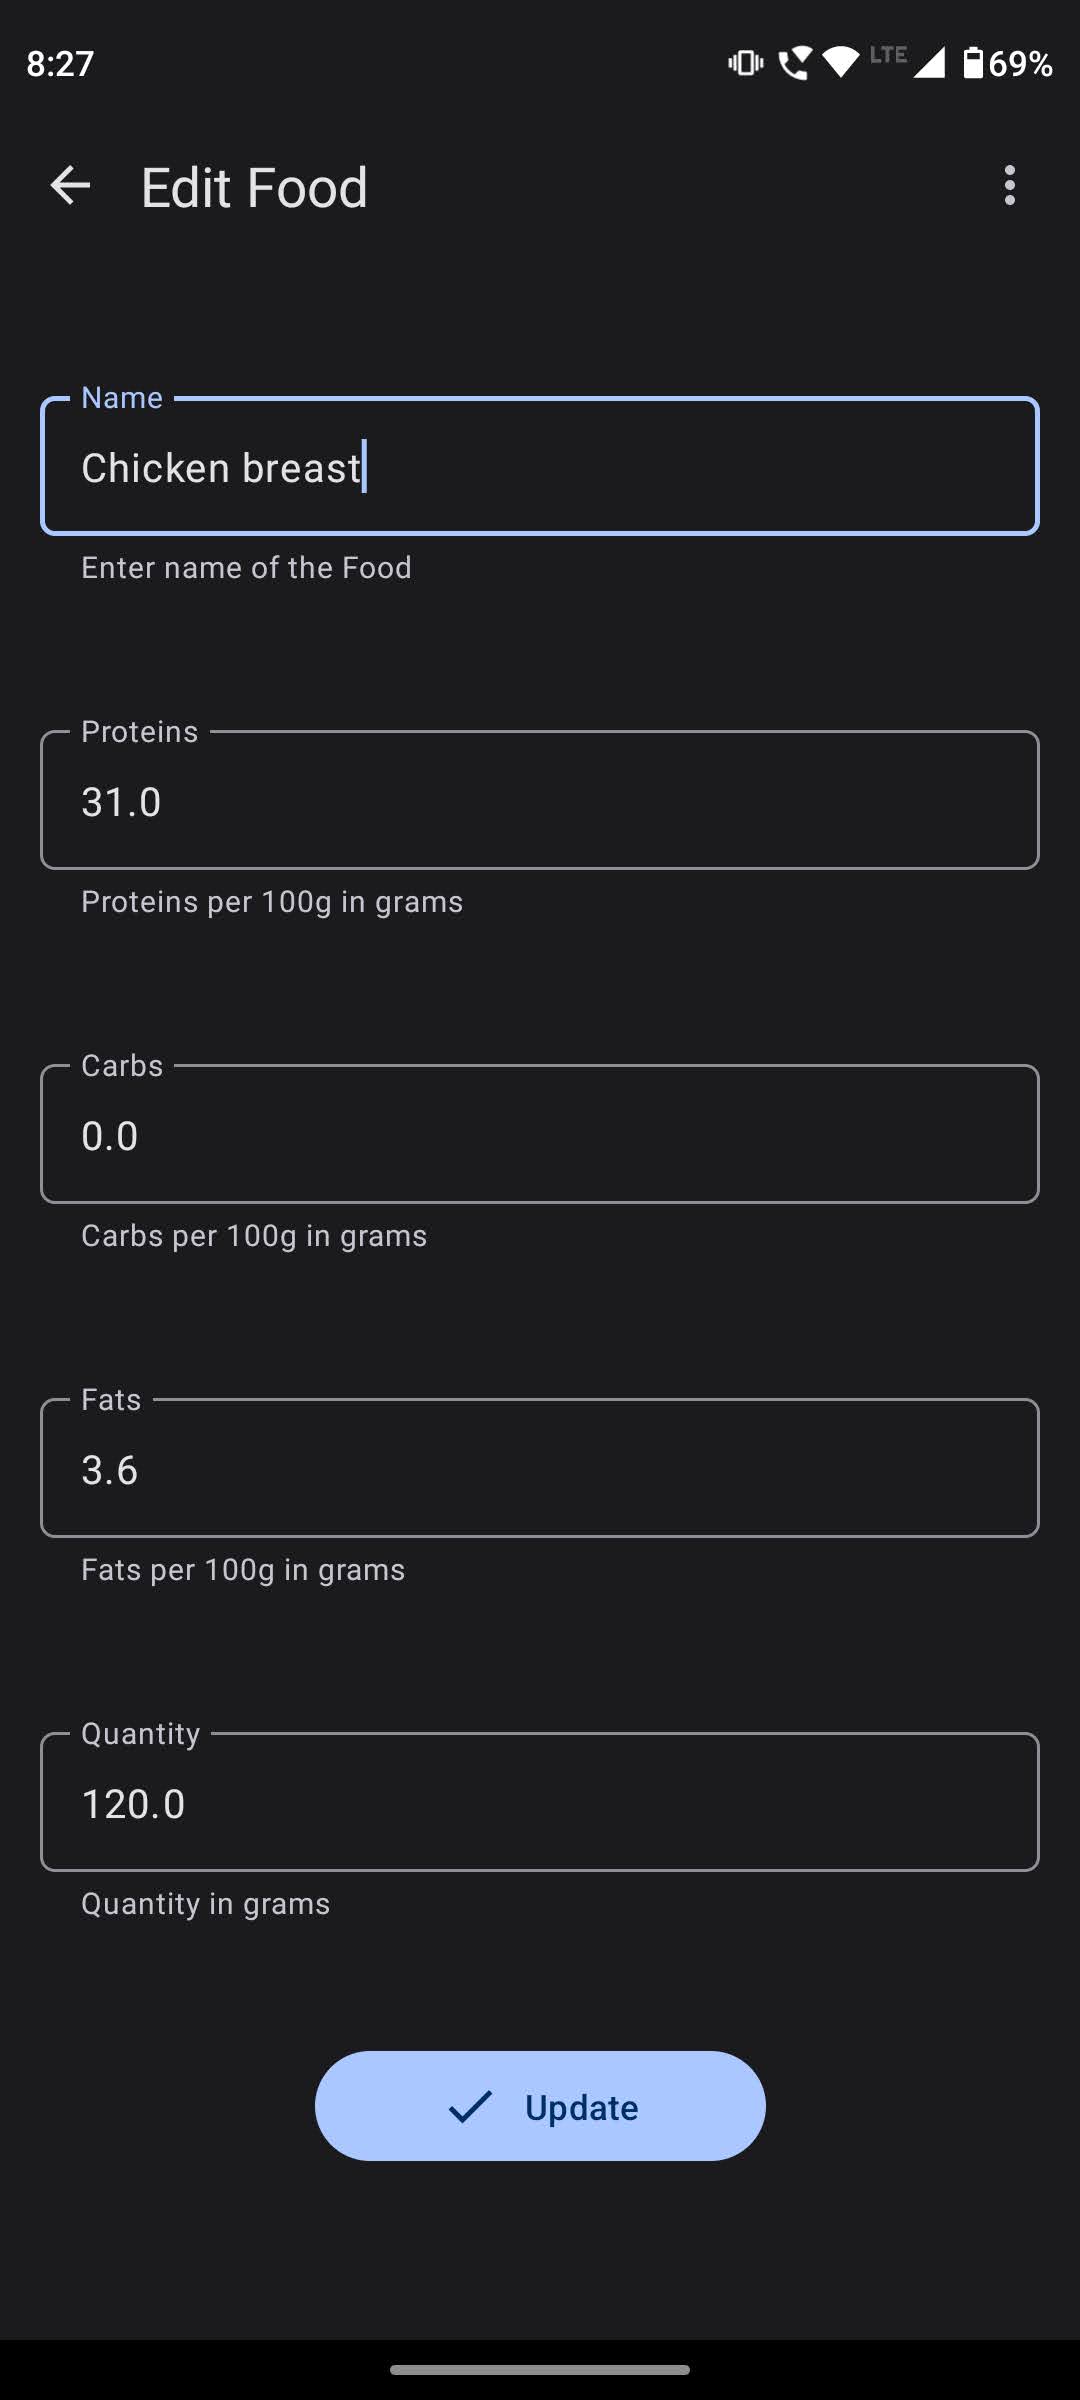 8:27
LTE
69%
Edit Food
Name
Chicken breast
Enter name of the Food
Proteins
31.0
Proteins per 100g in grams
Carbs
0.0
Carbs per 100g in grams
Fats
3.6
Fats per 100g in grams
Quantity
120.0
Quantity in grams
Update